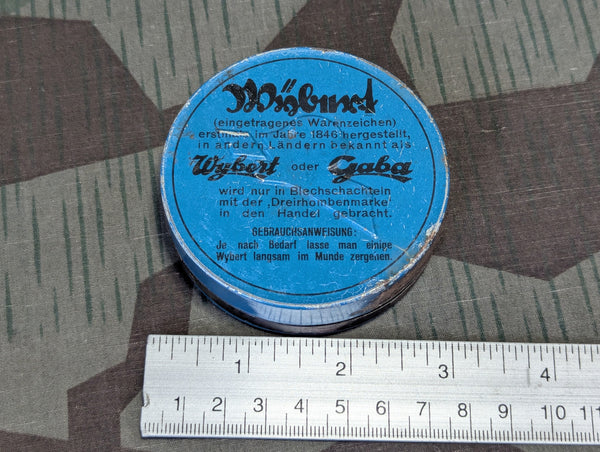 Wybert
(eingetragenes Warenzeichen)
erstmals im Jahre 1846 hergestellt,
in andern Ländern bekannt als
Wybert oder Gaba
wird nur in Blechschachteln
mit der „Dreirhombenmarke"
in den Handel gebracht.
GEBRAUCHSANWEISUNG:
Je nach Bedarf lasse man einige
Wybert langsam im Munde zergehen.
1 2 3 4
1 2 3 4 5 6 7 8 9 10 11